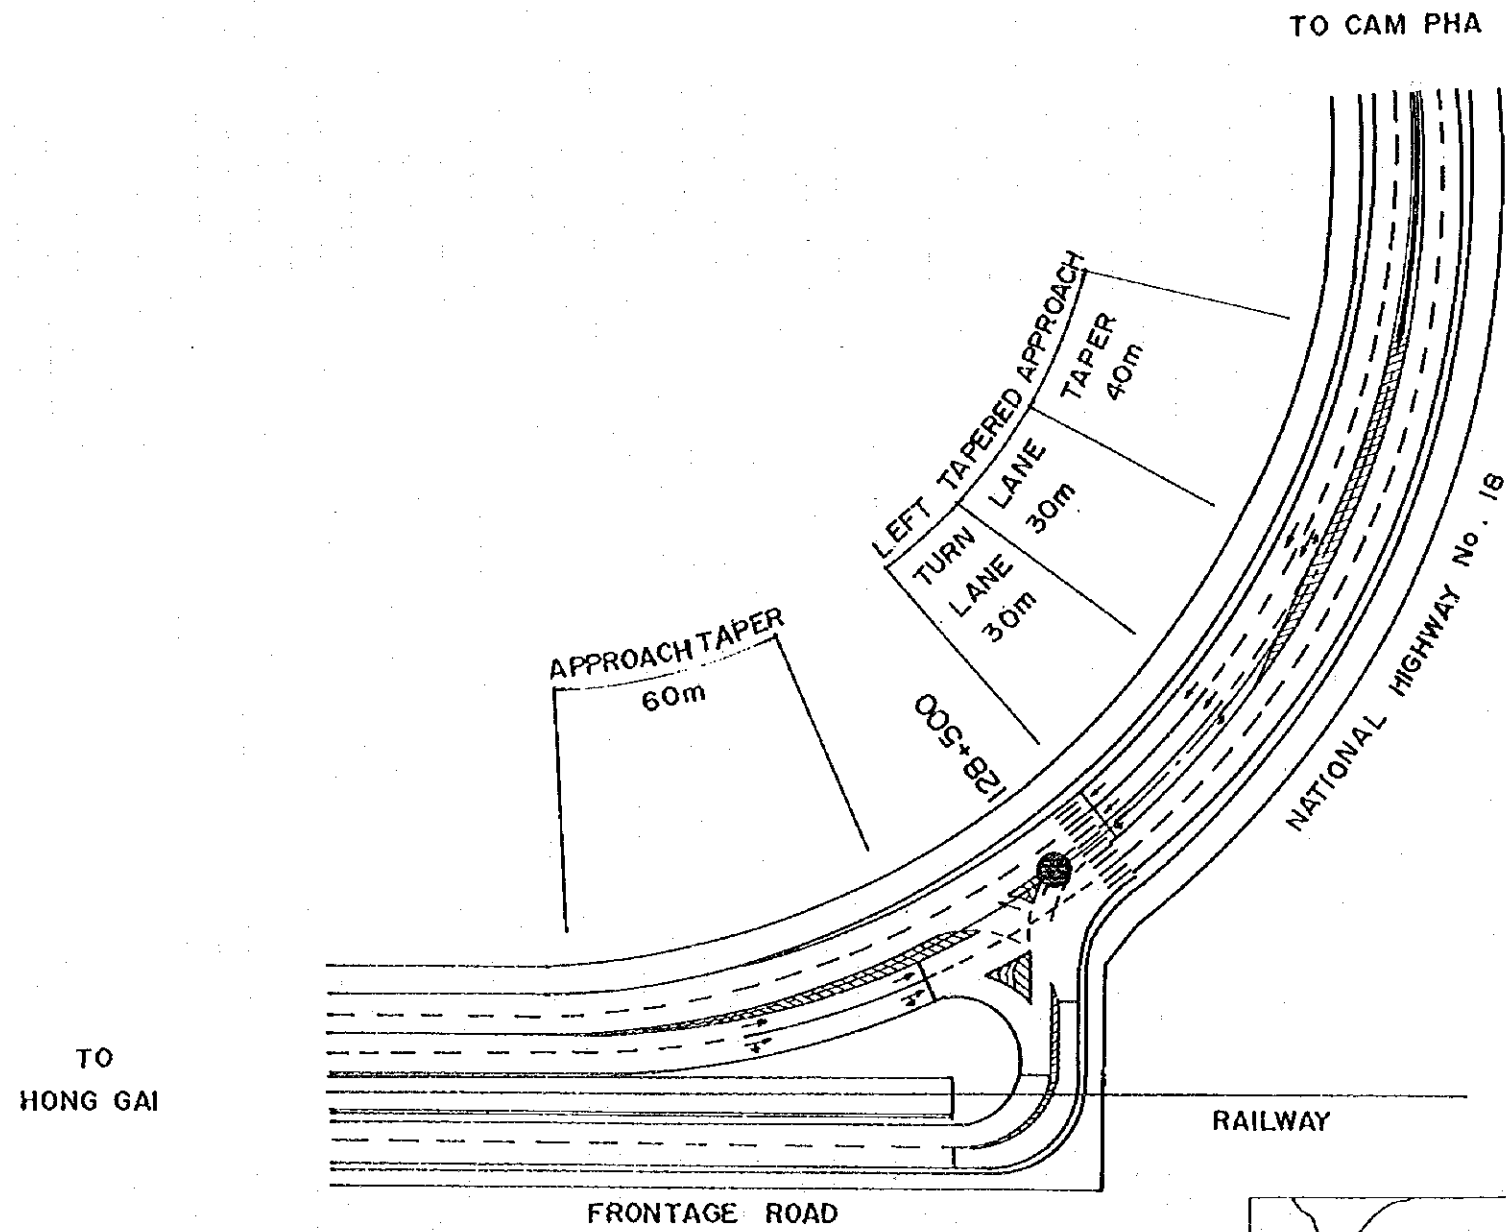 TO CAM PHA
LEFT TAPERED APPROACH
TAPER
40m
LANE
30m
TURN
LANE
30m
APPROACH TAPER
60m
128+500
NATIONAL HIGHWAY No. 18
TO
HONG GAI
RAILWAY
FRONTAGE ROAD